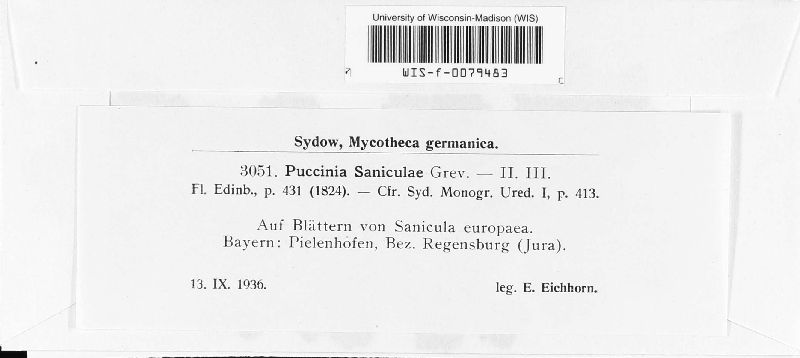 University of Wisconsin-Madison (WIS)
WIS-f-0079483
Sydow, Mycotheca germanica.
3051. Puccinia Saniculae Grev. — II. III.
Fl. Edinb., p. 431 (1824). — Cfr. Syd. Monogr. Ured. I, p. 413.
Auf Blättern von Sanicula europaea.
Bayern: Pielenhofen, Bez. Regensburg (Jura).
13. IX. 1936. leg. E. Eichhorn.